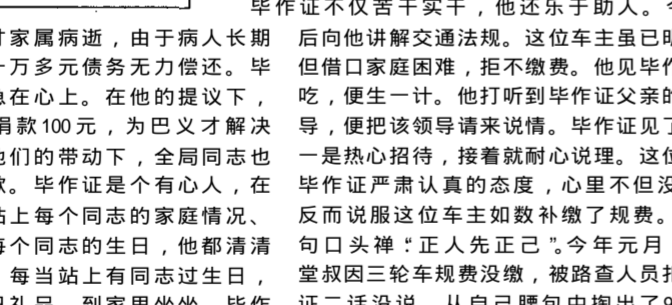 才家属病逝，由于病人长期
十万多元债务无力偿还。毕
急在心上。在他的提议下，
捐款100元，为巴义才解决
他们的带动下，全局同志也
款。毕作证是个有心人，在
站上每个同志的家庭情况、
每个同志的生日，他都清清
每当站上有同志过生日，
毕作证不仅苦干实干，他还乐于助人。
后向他讲解交通法规。这位车主虽已明
但借口家庭困难，拒不缴费。他见毕作
吃，便生一计。他打听到毕作证父亲的
导，便把该领导请来说情。毕作证见了
一是热心招待，接着就耐心说理。这位
毕作证严肃认真的态度，心里不但没
反而说服这位车主如数补缴了规费。
句口头禅：“正人先正己”。今年元月
堂叔因三轮车规费没缴，被路查人员扣
证二话没说，从自己腰包中掏出了